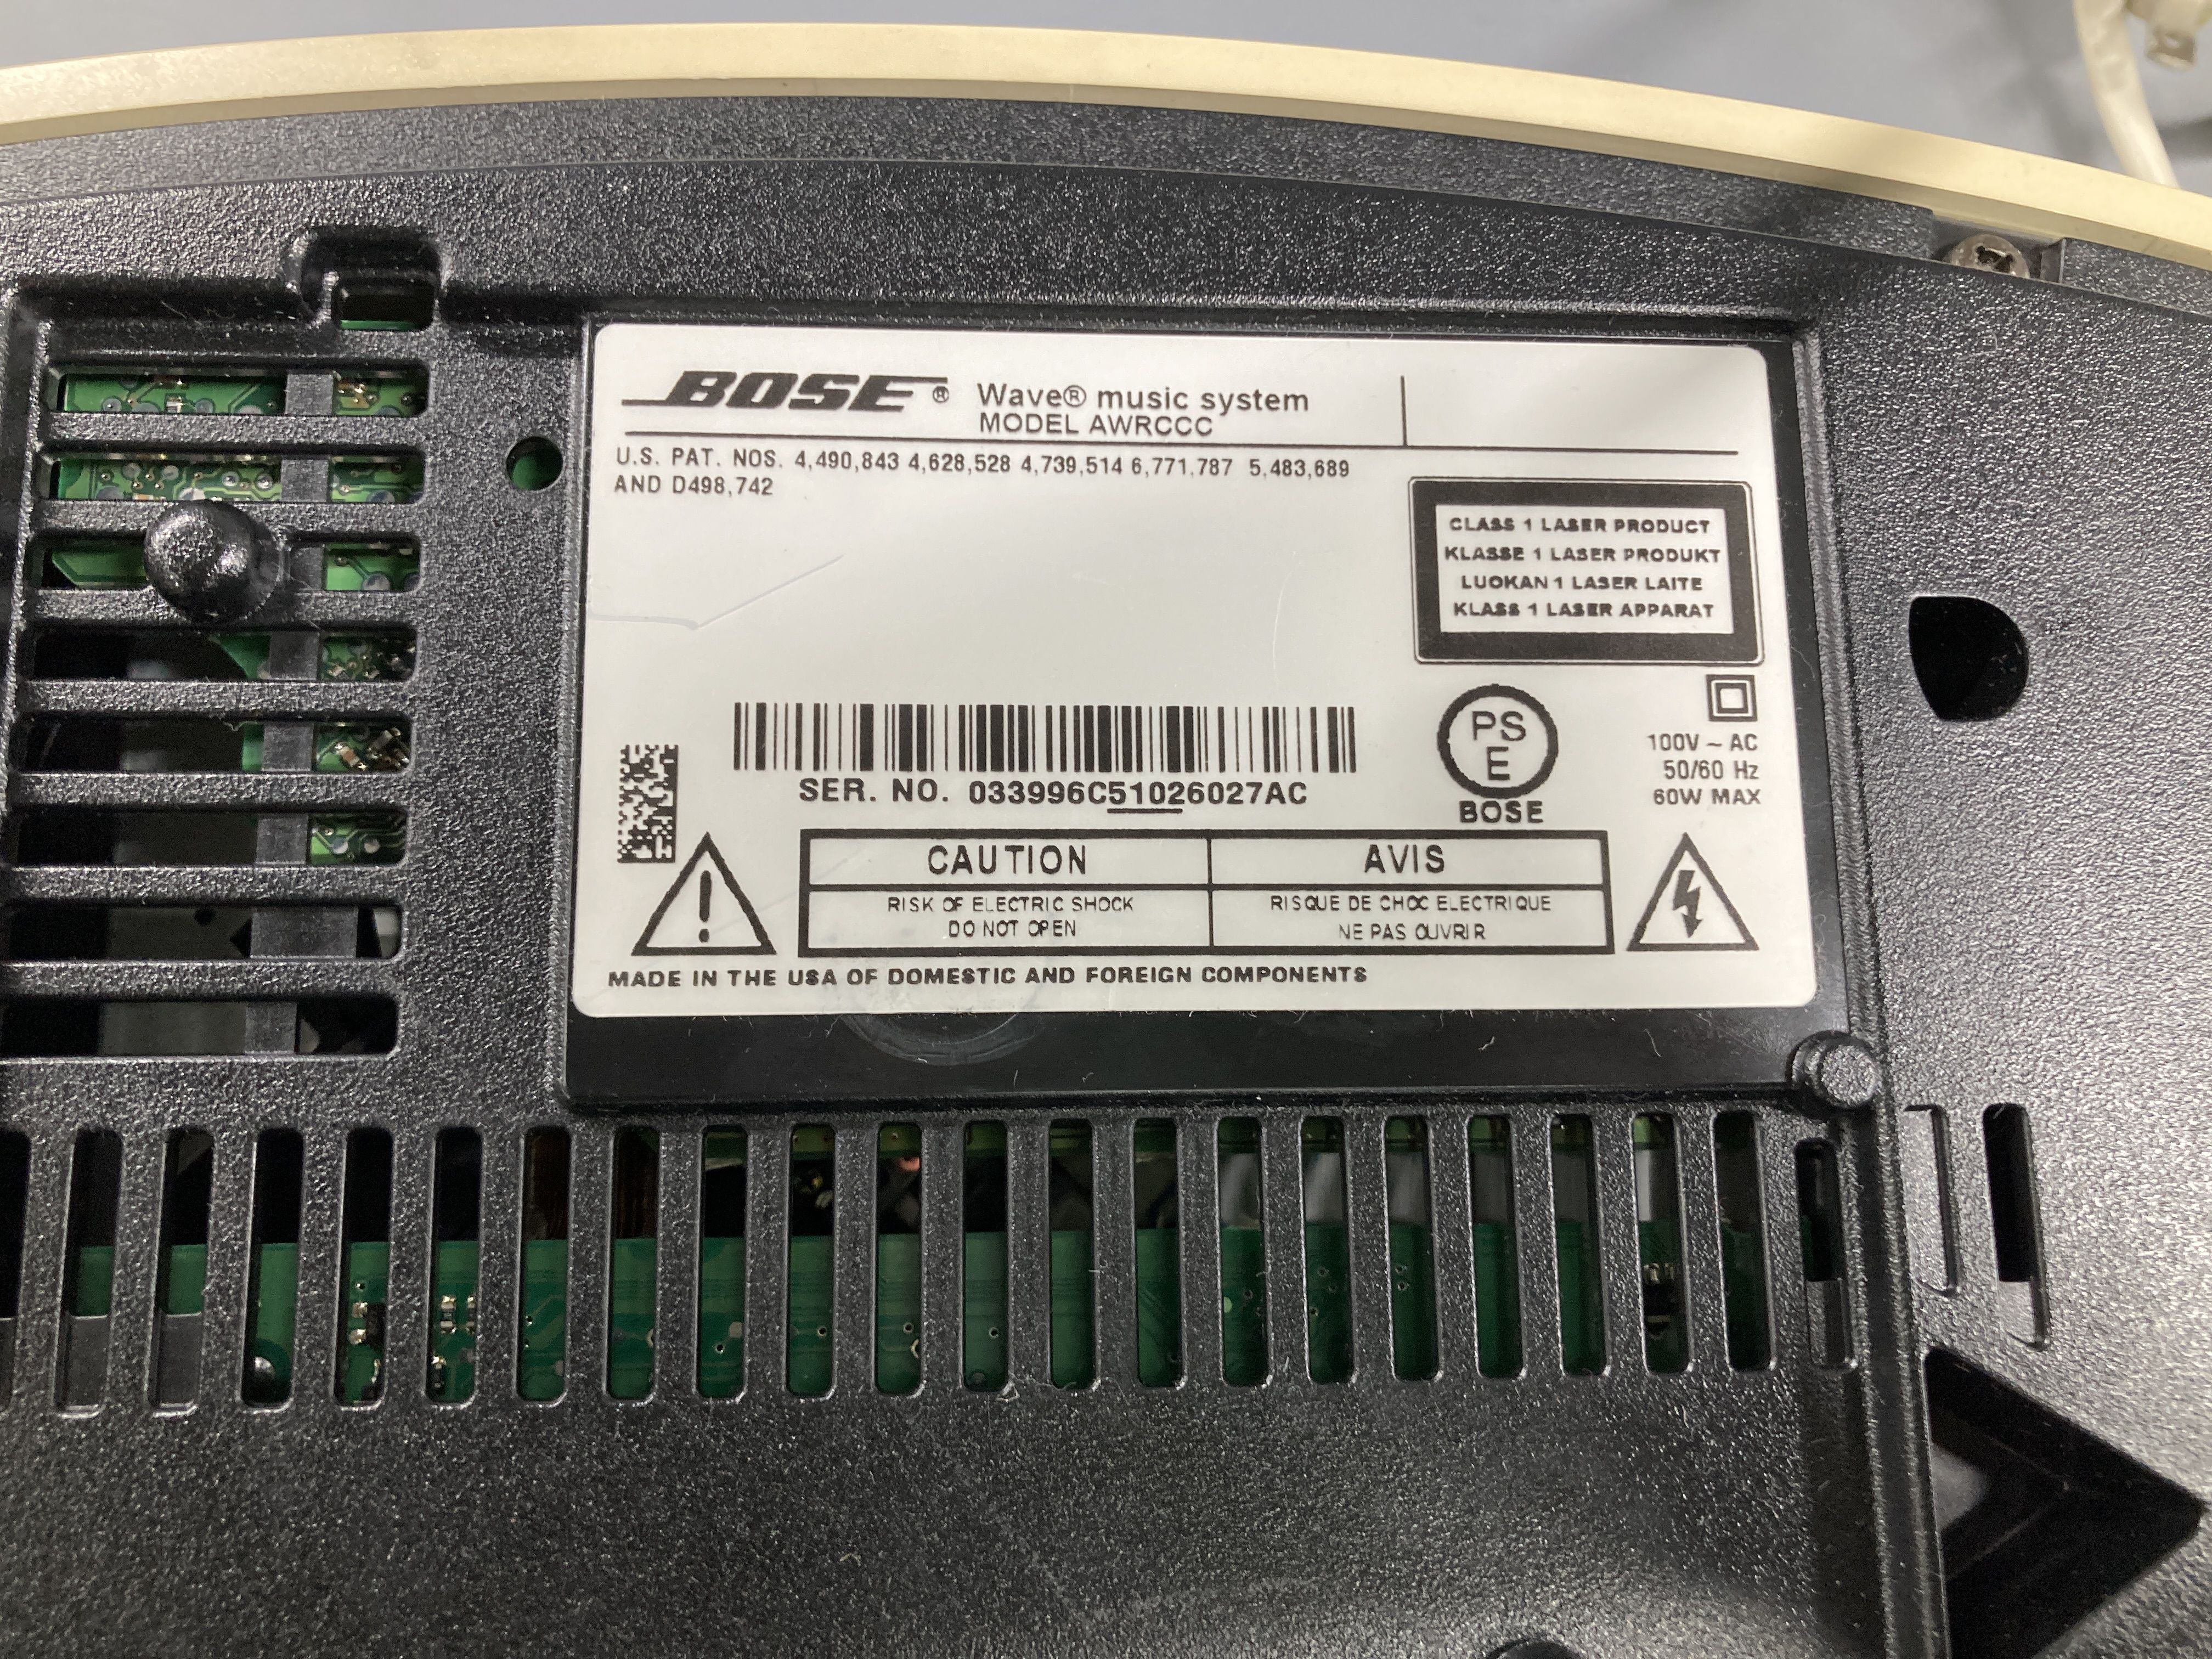 BOSE® Wave® music system
MODEL AWRCCC
U.S. PAT. NOS. 4,490,843 4,628,528 4,739,514 6,771,787 5,483,689
AND D498,742
CLASS 1 LASER PRODUCT
KLASSE 1 LASER PRODUKT
LUOKAN 1 LASER LAITE
KLASS 1 LASER APPARAT
PS
E
BOSE
100V ~ AC
50/60 Hz
60W MAX
SER. NO. 033996C51026027AC
CAUTION
RISK OF ELECTRIC SHOCK
DO NOT OPEN
AVIS
RISQUE DE CHOC ELECTRIQUE
NE PAS OUVRIR
MADE IN THE USA OF DOMESTIC AND FOREIGN COMPONENTS